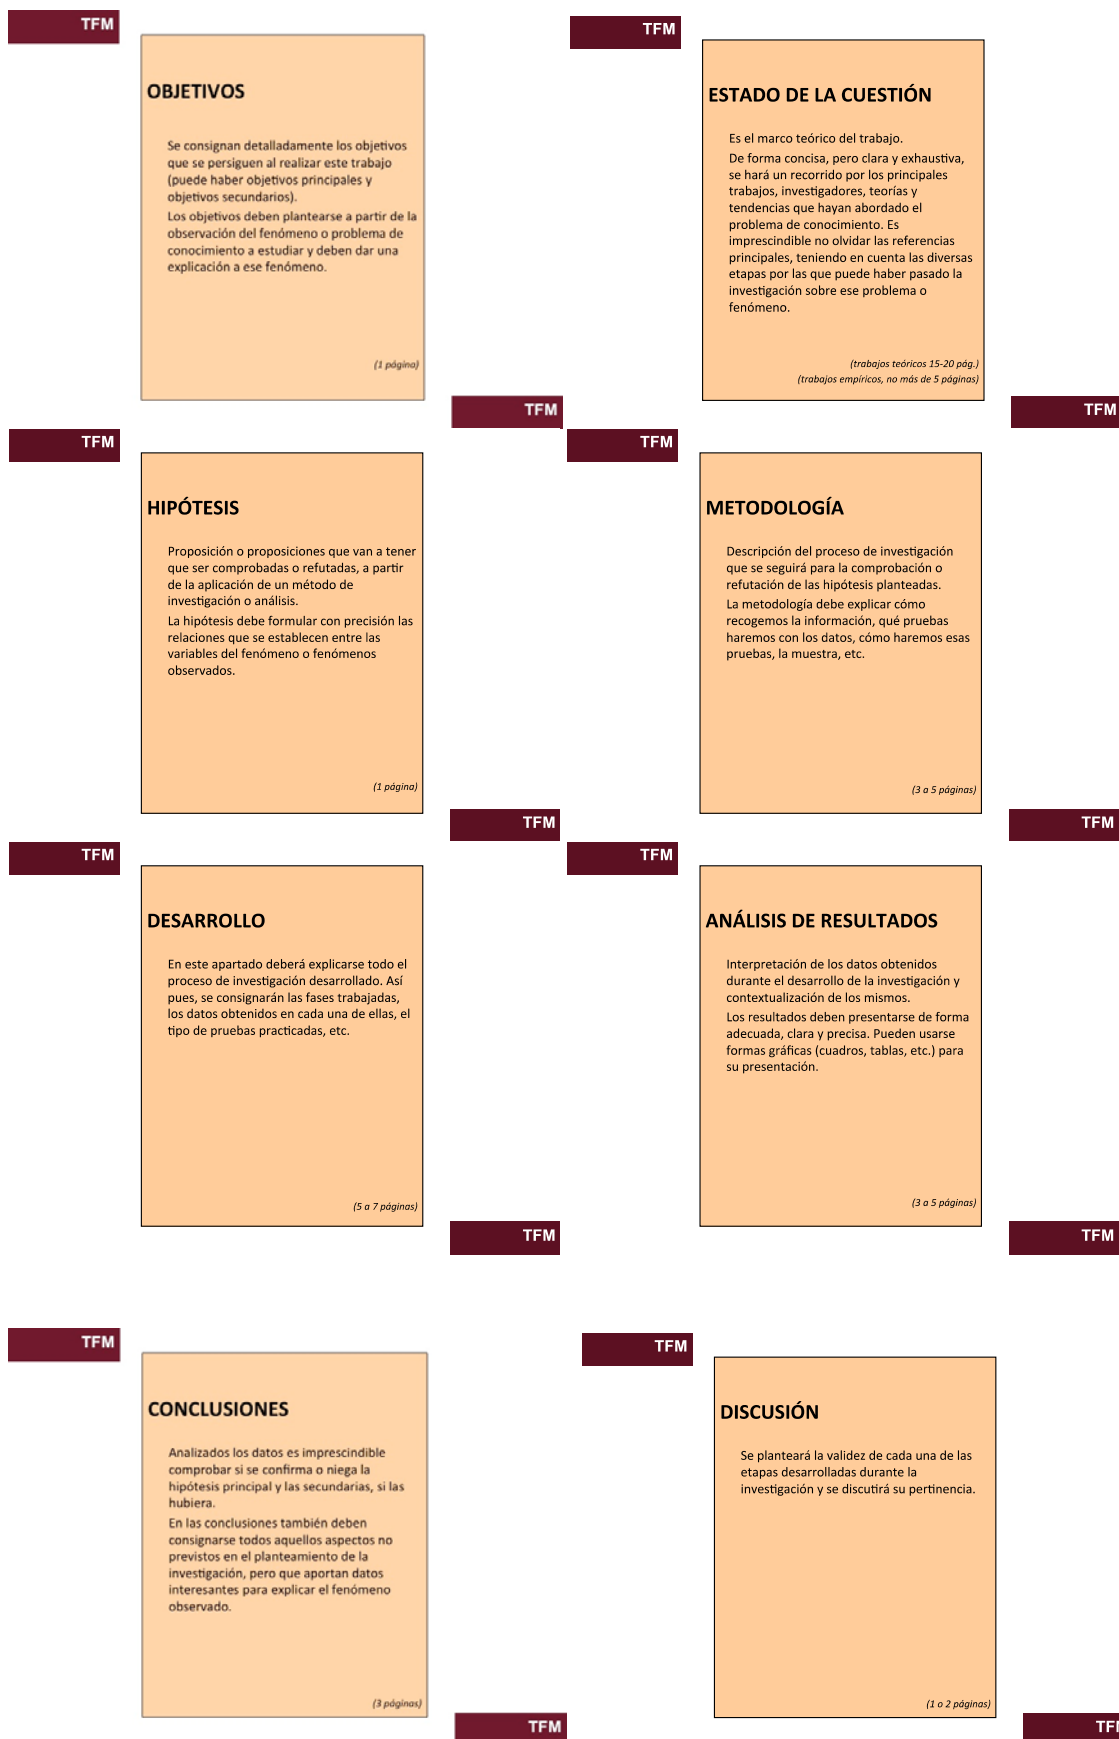 TFM
OBJETIVOS
Se consignan detalladamente los objetivos
que se persiguen al realizar este trabajo
(puede haber objetivos principales y
objetivos secundarios).
Los objetivos deben plantearse a partir de la
observación del fenómeno o problema de
conocimiento a estudiar y deben dar una
explicación a ese fenómeno.
(1 página)
TFM
TFM
ESTADO DE LA CUESTIÓN
Es el marco teórico del trabajo.
De forma concisa, pero clara y exhaustiva,
se hará un recorrido por los principales
trabajos, investigadores, teorías y
tendencias que hayan abordado el
problema de conocimiento. Es
imprescindible no olvidar las referencias
principales, teniendo en cuenta las diversas
etapas por las que puede haber pasado la
investigación sobre ese problema o
fenómeno.
(trabajos teóricos 15-20 pág.)
(trabajos empíricos, no más de 5 páginas)
TFM
TFM
HIPÓTESIS
Proposición o proposiciones que van a tener
que ser comprobadas o refutadas, a partir
de la aplicación de un método de
investigación o análisis.
La hipótesis debe formular con precisión las
relaciones que se establecen entre las
variables del fenómeno o fenómenos
observados.
(1 página)
TFM
TFM
METODOLOGÍA
Descripción del proceso de investigación
que se seguirá para la comprobación o
refutación de las hipótesis planteadas.
La metodología debe explicar cómo
recogemos la información, qué pruebas
haremos con los datos, cómo haremos esas
pruebas, la muestra, etc.
(3 a 5 páginas)
TFM
TFM
DESARROLLO
En este apartado deberá explicarse todo el
proceso de investigación desarrollado. Así
pues, se consignarán las fases trabajadas,
los datos obtenidos en cada una de ellas, el
tipo de pruebas practicadas, etc.
(5 a 7 páginas)
TFM
TFM
ANÁLISIS DE RESULTADOS
Interpretación de los datos obtenidos
durante el desarrollo de la investigación y
contextualización de los mismos.
Los resultados deben presentarse de forma
adecuada, clara y precisa. Pueden usarse
formas gráficas (cuadros, tablas, etc.) para
su presentación.
(3 a 5 páginas)
TFM
TFM
CONCLUSIONES
Analizados los datos es imprescindible
comprobar si se confirma o niega la
hipótesis principal y las secundarias, si las
hubiera.
En las conclusiones también deben
consignarse todos aquellos aspectos no
previstos en el planteamiento de la
investigación, pero que aportan datos
interesantes para explicar el fenómeno
observado.
(3 páginas)
TFM
TFM
DISCUSIÓN
Se planteará la validez de cada una de las
etapas desarrolladas durante la
investigación y se discutirá su pertinencia.
(1 o 2 páginas)
TFM